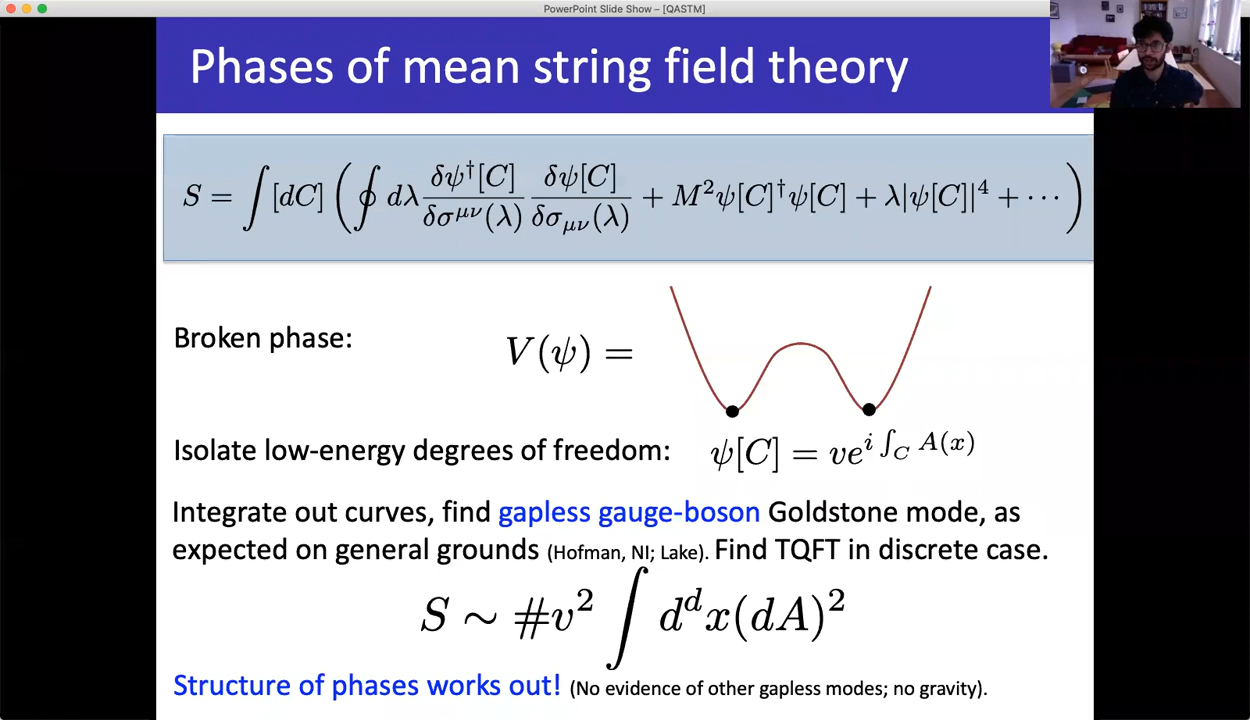 PowerPoint Slide Show – [QASTM]
Phases of mean string field theory
S = ∫[dC] ( ∮ dλ δψ†[C]/δσ^{μν}(λ) δψ[C]/δσ_{μν}(λ) + M²ψ[C]†ψ[C] + λ|ψ[C]|⁴ + ··· )
Broken phase:
V(ψ) =
Isolate low-energy degrees of freedom: ψ[C] = ve^{i ∫_C A(x)}
Integrate out curves, find gapless gauge-boson Goldstone mode, as
expected on general grounds (Hofman, NI; Lake). Find TQFT in discrete case.
S ∼ #v² ∫ d^d x(dA)²
Structure of phases works out! (No evidence of other gapless modes; no gravity).